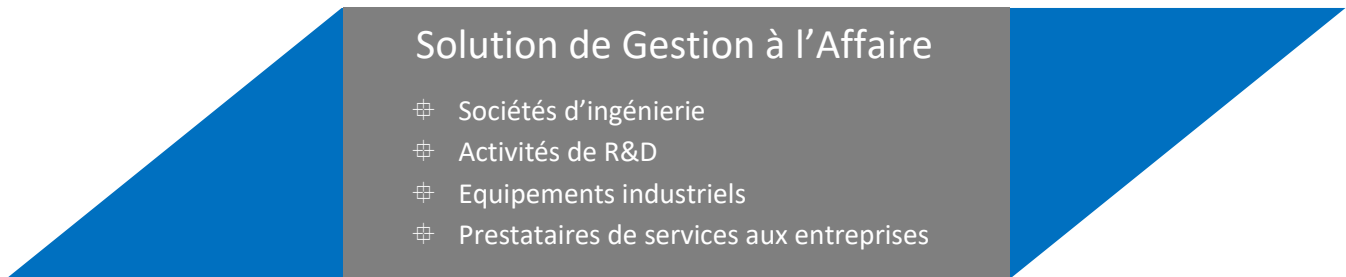 Solution de Gestion à l’Affaire
⌖ Sociétés d’ingénierie
⌖ Activités de R&D
⌖ Equipements industriels
⌖ Prestataires de services aux entreprises